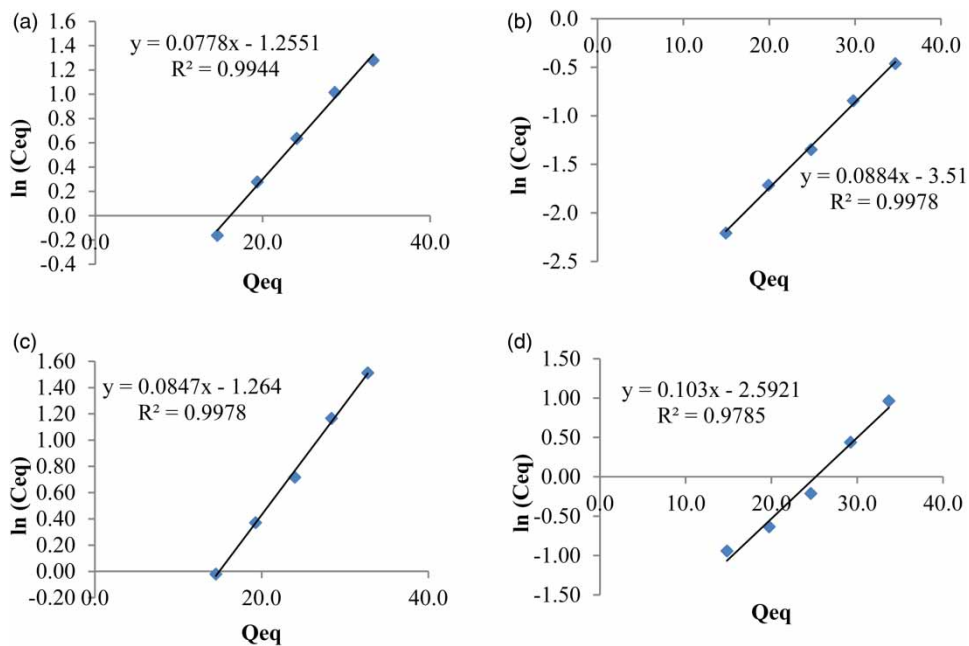 (a)
1.6
1.4
1.2
1.0
0.8
0.6
0.4
0.2
0.0
-0.2
-0.4
ln (Ceq)
y = 0.0778x - 1.2551
R² = 0.9944
0.0
20.0
40.0
Qeq
(b)
-0.0
-0.5
-1.0
-1.5
-2.0
-2.5
ln (Ceq)
0.0
10.0
20.0
30.0
40.0
y = 0.0884x - 3.51
R² = 0.9978
Qeq
(c)
1.60
1.40
1.20
1.00
0.80
0.60
0.40
0.20
0.00
-0.20
ln (Ceq)
y = 0.0847x - 1.264
R² = 0.9978
0.0
20.0
40.0
Qeq
(d)
1.50
1.00
0.50
0.00
-0.50
-1.00
-1.50
ln (Ceq)
y = 0.103x - 2.5921
R² = 0.9785
0.0
10.0
20.0
30.0
40.0
Qeq